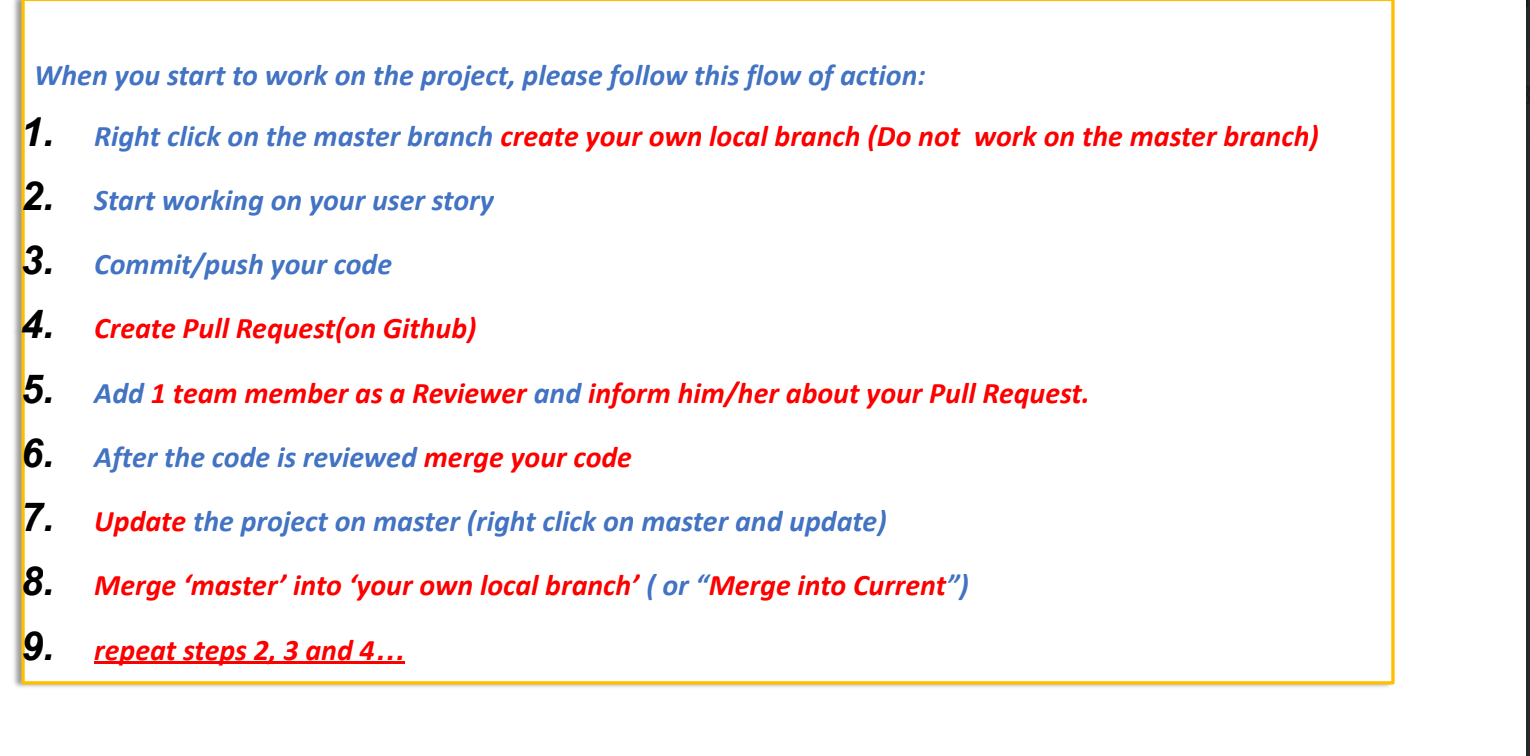 When you start to work on the project, please follow this flow of action:
1. Right click on the master branch create your own local branch (Do not  work on the master branch)
2. Start working on your user story
3. Commit/push your code
4. Create Pull Request(on Github)
5. Add 1 team member as a Reviewer and inform him/her about your Pull Request.
6. After the code is reviewed merge your code
7. Update the project on master (right click on master and update)
8. Merge ‘master’ into ‘your own local branch’ ( or “Merge into Current”)
9. repeat steps 2, 3 and 4…